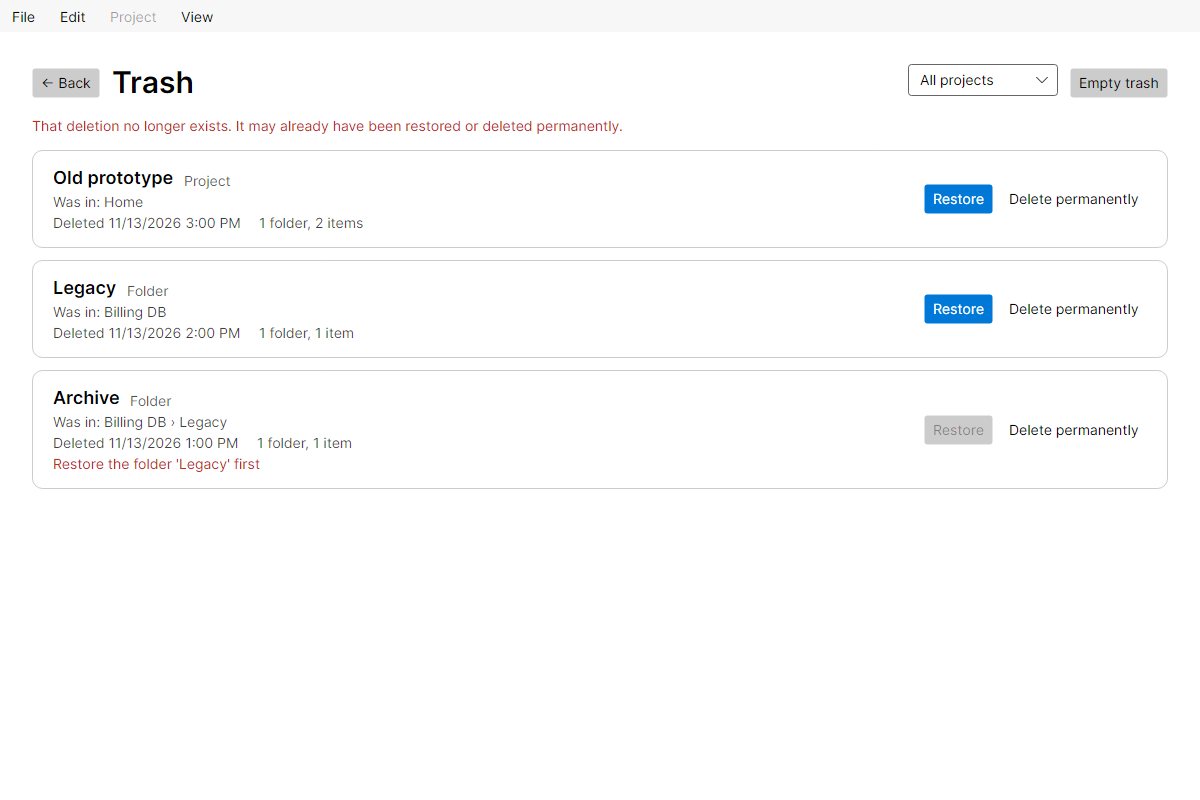 File Edit Project View
← Back Trash All projects Empty trash
That deletion no longer exists. It may already have been restored or deleted permanently.
Old prototype Project
Was in: Home
Deleted 11/13/2026 3:00 PM 1 folder, 2 items
Restore Delete permanently
Legacy Folder
Was in: Billing DB
Deleted 11/13/2026 2:00 PM 1 folder, 1 item
Restore Delete permanently
Archive Folder
Was in: Billing DB › Legacy
Deleted 11/13/2026 1:00 PM 1 folder, 1 item
Restore the folder 'Legacy' first
Restore Delete permanently